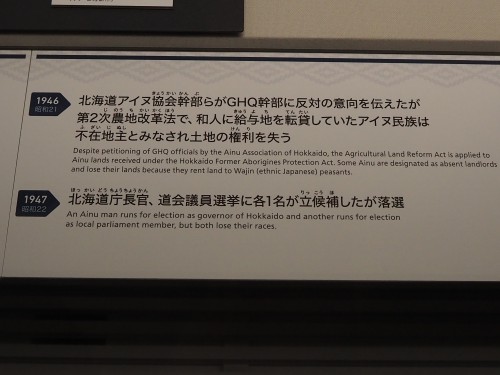 1946
昭和21
北海道アイヌ協会幹部らがGHQ幹部に反対の意向を伝えたが
第2次農地改革法で、和人に給与地を転貸していたアイヌ民族は
不在地主とみなされ土地の権利を失う
Despite petitioning of GHQ officials by the Ainu Association of Hokkaido, the Agricultural Land Reform Act is applied to
Ainu lands received under the Hokkaido Former Aborigines Protection Act. Some Ainu are designated as absent landlords
and lose their lands because they rent land to Wajin (ethnic Japanese) peasants.
1947
昭和22
北海道庁長官、道会議員選挙に各1名が立候補したが落選
An Ainu man runs for election as governor of Hokkaido and another runs for election
as local parliament member, but both lose their races.